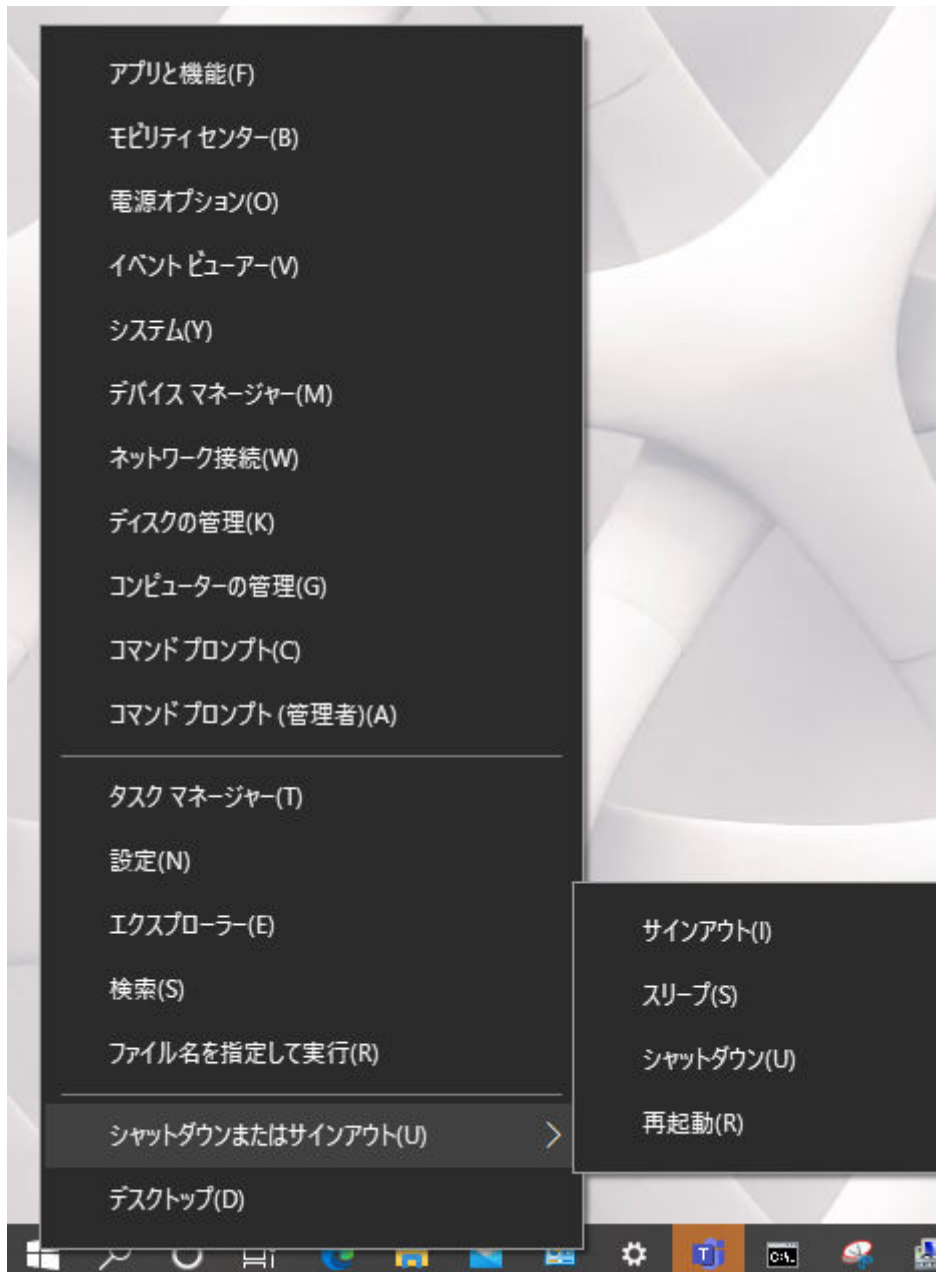 アプリと機能(F)
モビリティ センター(B)
電源オプション(O)
イベント ビューアー(V)
システム(Y)
デバイス マネージャー(M)
ネットワーク接続(W)
ディスクの管理(K)
コンピューターの管理(G)
コマンド プロンプト(C)
コマンド プロンプト (管理者)(A)
タスク マネージャー(T)
設定(N)
エクスプローラー(E)
検索(S)
ファイル名を指定して実行(R)
シャットダウンまたはサインアウト(U)
デスクトップ(D)
サインアウト(I)
スリープ(S)
シャットダウン(U)
再起動(R)
T
C:\.